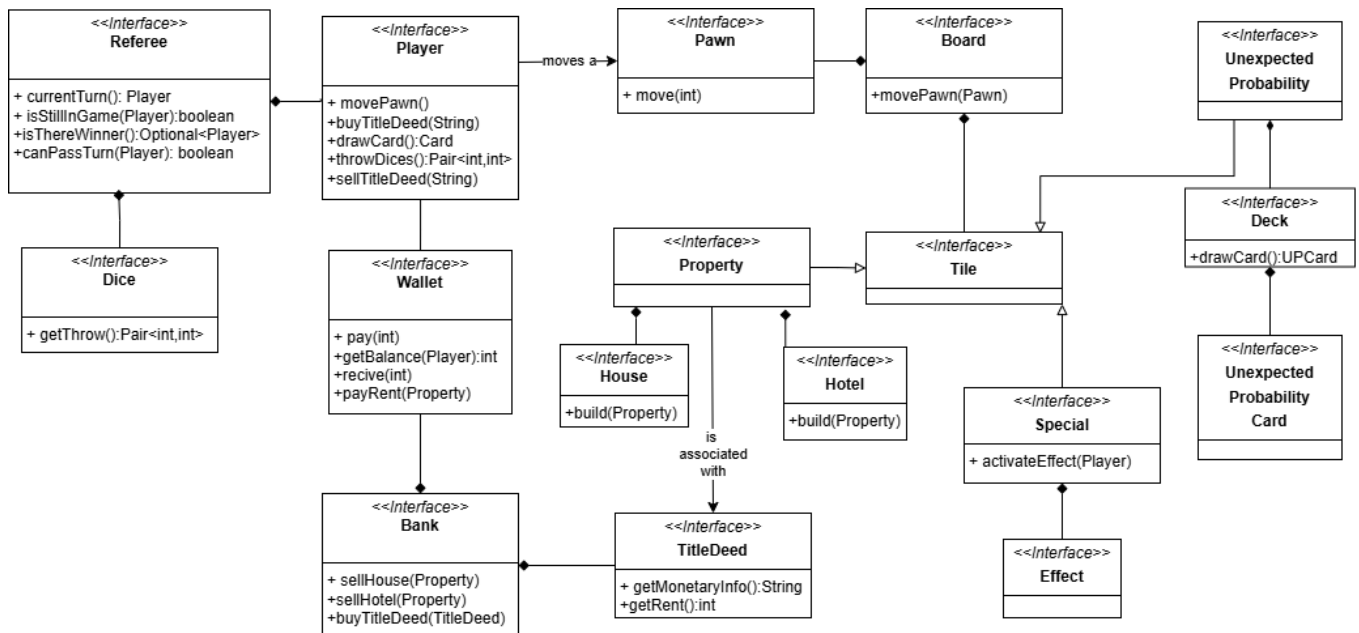 <<Interface>>
Referee
+ currentTurn(): Player
+ isStillInGame(Player):boolean
+isThereWinner():Optional<Player>
+canPassTurn(Player): boolean
<<Interface>>
Player
+ movePawn()
+buyTitleDeed(String)
+drawCard():Card
+throwDices():Pair<int,int>
+sellTitleDeed(String)
moves a
<<Interface>>
Pawn
+ move(int)
<<Interface>>
Board
+movePawn(Pawn)
<<Interface>>
Unexpected
Probability
<<Interface>>
Dice
+ getThrow():Pair<int,int>
<<Interface>>
Wallet
+ pay(int)
+getBalance(Player):int
+recive(int)
+payRent(Property)
<<Interface>>
Property
<<Interface>>
Tile
<<Interface>>
Deck
+drawCard():UPCard
<<Interface>>
House
+build(Property)
<<Interface>>
Hotel
+build(Property)
is
associated
with
<<Interface>>
Special
+ activateEffect(Player)
<<Interface>>
Unexpected
Probability
Card
<<Interface>>
Bank
+ sellHouse(Property)
+sellHotel(Property)
+buyTitleDeed(TitleDeed)
<<Interface>>
TitleDeed
+ getMonetaryInfo():String
+getRent():int
<<Interface>>
Effect